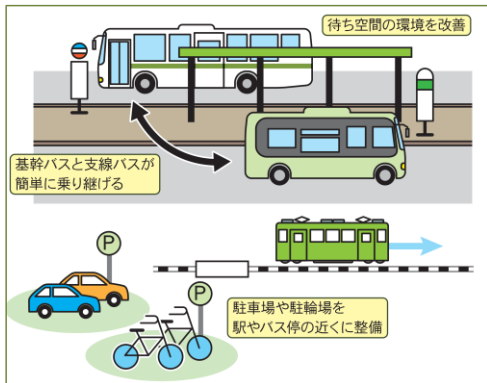 待ち空間の環境を改善
基幹バスと支線バスが
簡単に乗り継げる
P
P
駐車場や駐輪場を
駅やバス停の近くに整備